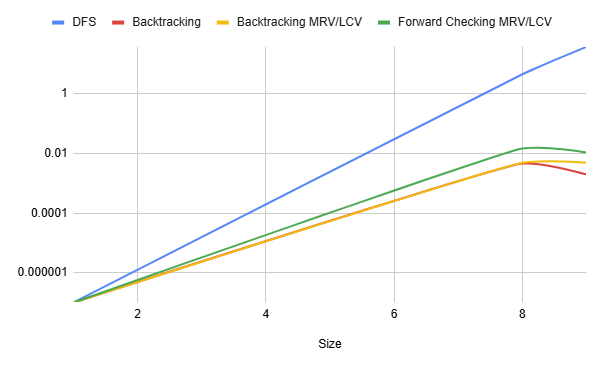 DFS Backtracking Backtracking MRV/LCV Forward Checking MRV/LCV
1
0.01
0.0001
0.000001
2 4 6 8
Size